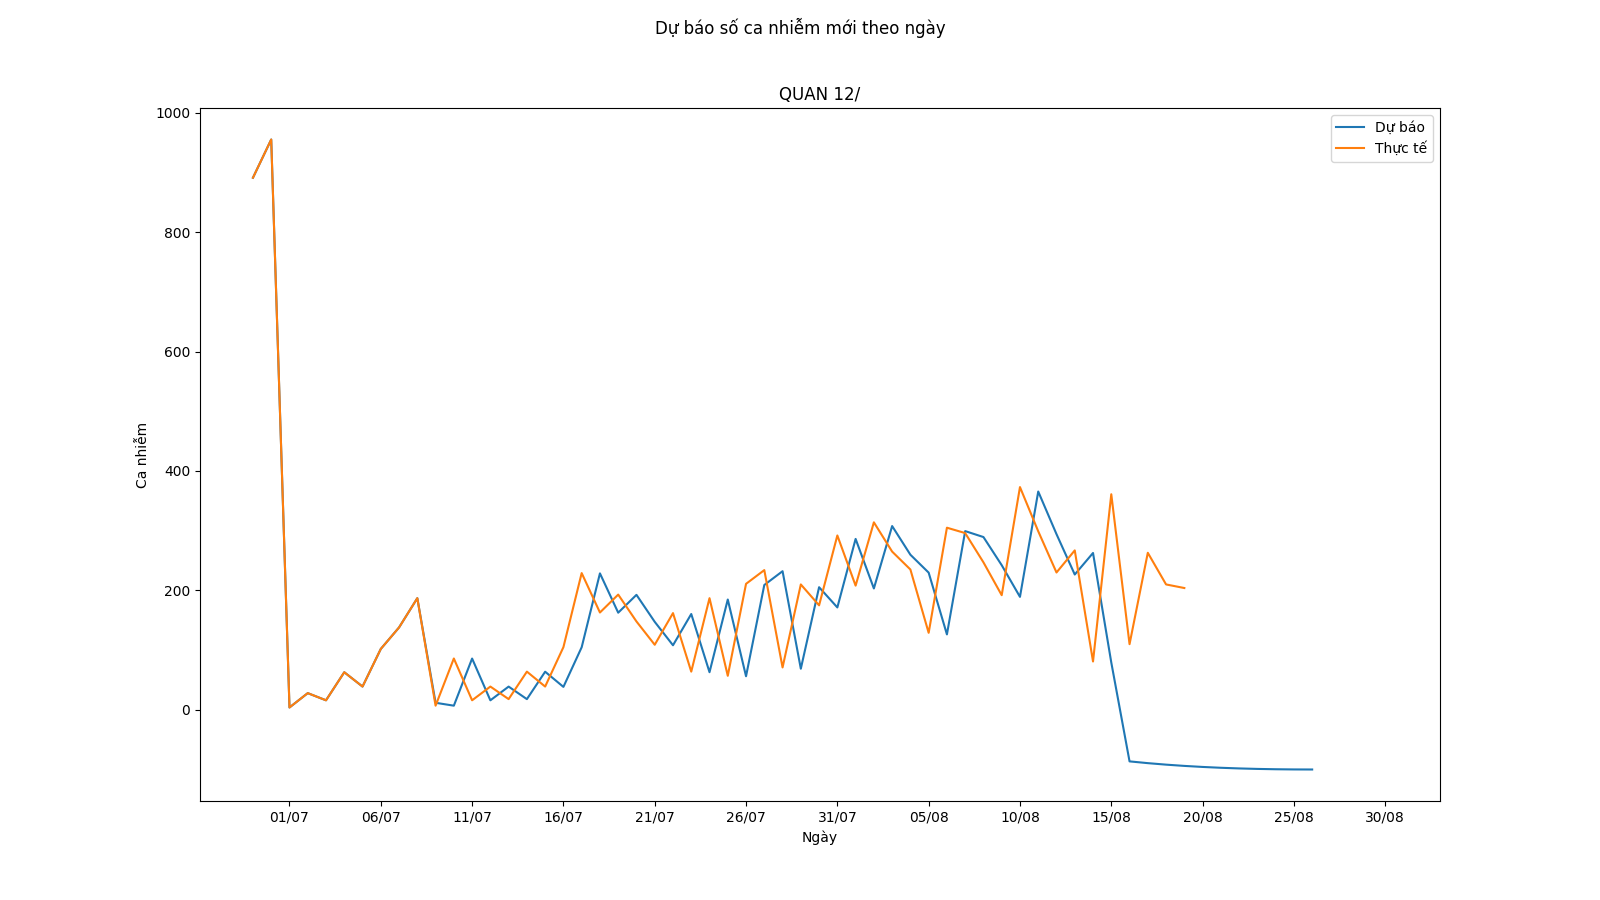 Dự báo số ca nhiễm mới theo ngày
QUAN 12/
Dự báo
Thực tế
1000
800
600
400
200
0
Ca nhiễm
01/07 06/07 11/07 16/07 21/07 26/07 31/07 05/08 10/08 15/08 20/08 25/08 30/08
Ngày